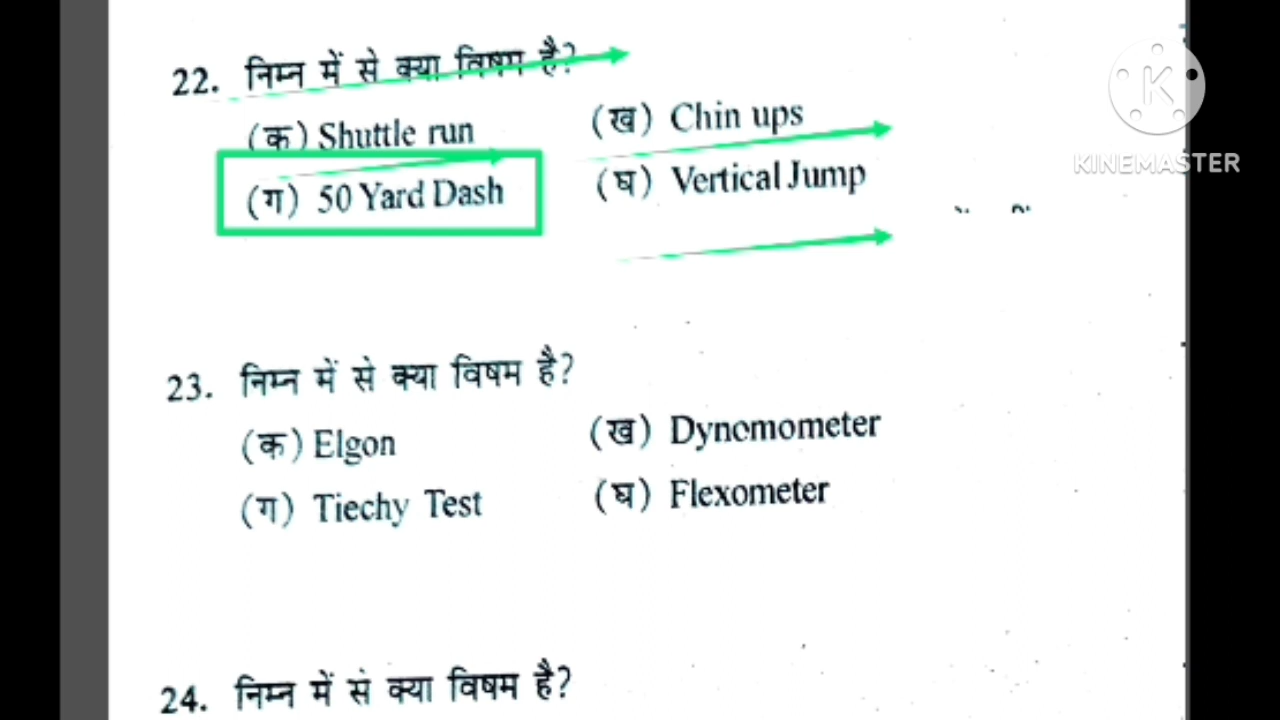 22. निम्न में से क्या विषम है?
(क) Shuttle run (ख) Chin ups
(ग) 50 Yard Dash (घ) Vertical Jump
KINEMASTER
23. निम्न में से क्या विषम है?
(क) Elgon (ख) Dynomometer
(ग) Tiechy Test (घ) Flexometer
24. निम्न में से क्या विषम है?